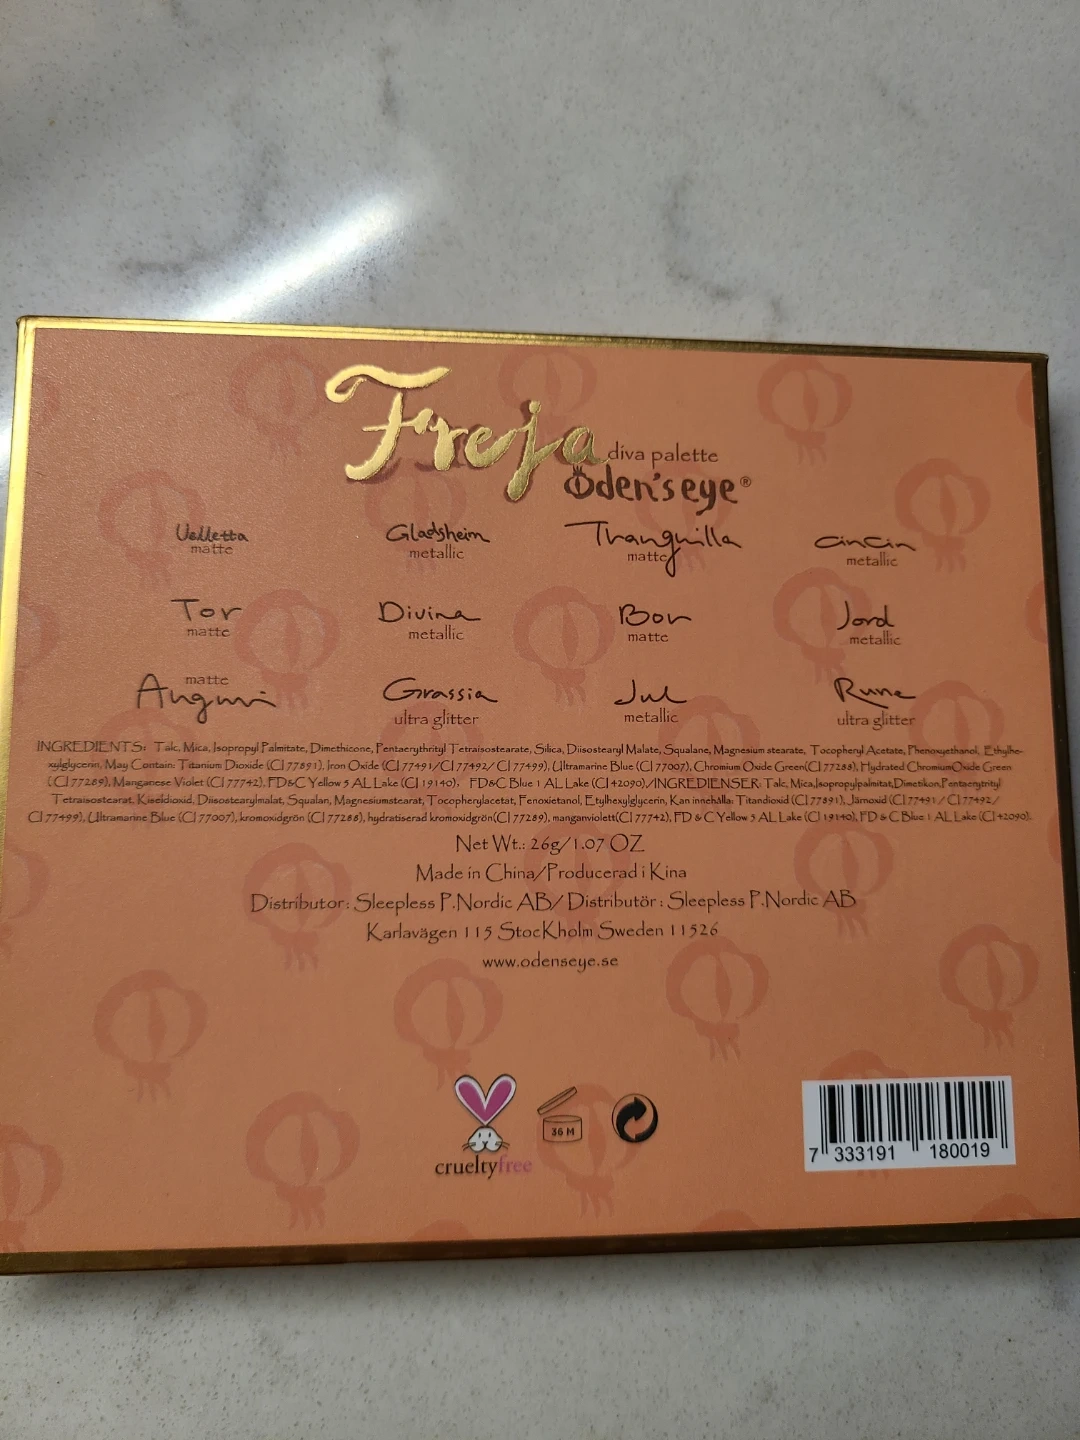 Freja diva palette
Oden's eye®
Velletta Gladsheim Tranquilla cincin
matte metallic matte metallic
Tor Divina Bor Jord
matte metallic matte metallic
matte
Angur Grassia Jul Rune
ultra glitter metallic ultra glitter
INGREDIENTS: Talc, Mica, Isopropyl Palmitate, Dimethicone, Pentaerythrityl Tetraisostearate, Silica, Diisostearyl Malate, Squalane, Magnesium stearate, Tocopheryl Acetate, Phenoxyethanol, Ethylhe-
xylglycerin, May Contain: Titanium Dioxide (CI 77891), Iron Oxide (CI 77491/CI 77492/ CI 77499), Ultramarine Blue (CI 77007), Chromium Oxide Green(CI 77288), Hydrated ChromiumOxide Green
(CI 77289), Manganese Violet (CI 77742),FD&C Yellow 5 AL Lake (CI 19140), FD&C Blue 1 AL Lake (CI 42090)/INGREDIENSER: Talc, Mica,Isopropylpalmitat,Dimetikon,Pentaerytrityl
Tetraisostearat, Kiseldioxid, Diisostearylmalat, Squalan, Magnesiumstearat, Tocopherylacetat, Fenoxietanol, Etylhexylglycerin, Kan innehålla: Titandioxid (CI 77891), Järnoxid (CI 77491/ CI 77492/
CI 77499), Ultramarine Blue (CI 77007), kromoxidgrön (CI 77288), hydratiserad kromoxidgrön(CI 77289), manganviolett(CI 77742), FD & C Yellow 5 AL Lake (CI 19140), FD & C Blue 1 AL Lake (CI 42090).
Net Wt.: 26g/1.07 OZ
Made in China/Producerad i Kina
Distributor: Sleepless P.Nordic AB/ Distributör: Sleepless P.Nordic AB
Karlavägen 115 StocKholm Sweden 11526
www.odenseye.se
36 M
crueltyfree
7 333191 180019